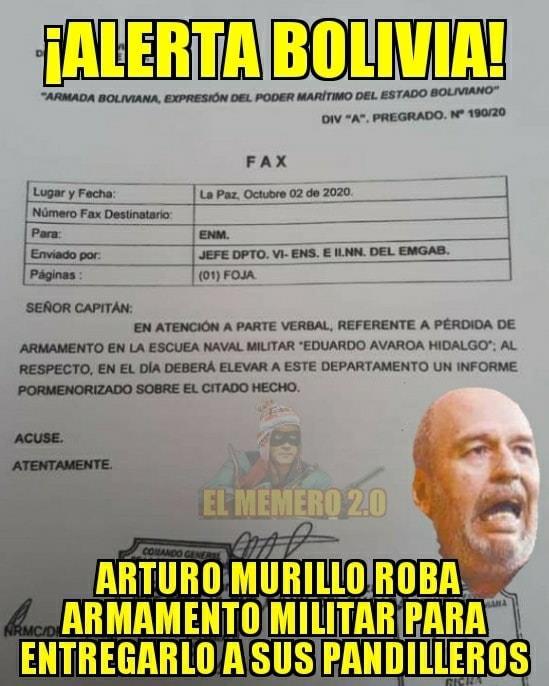 ¡ALERTA BOLIVIA!
"ARMADA BOLIVIANA, EXPRESIÓN DEL PODER MARÍTIMO DEL ESTADO BOLIVIANO"
DIV "A". PREGRADO. Nº 190/20
FAX
Lugar y Fecha: La Paz, Octubre 02 de 2020.
Número Fax Destinatario:
Para: ENM.
Enviado por: JEFE DPTO. VI- ENS. E II.NN. DEL EMGAB.
Páginas : (01) FOJA
SEÑOR CAPITÁN:
EN ATENCIÓN A PARTE VERBAL, REFERENTE A PÉRDIDA DE
ARMAMENTO EN LA ESCUEA NAVAL MILITAR "EDUARDO AVAROA HIDALGO"; AL
RESPECTO, EN EL DÍA DEBERÁ ELEVAR A ESTE DEPARTAMENTO UN INFORME
PORMENORIZADO SOBRE EL CITADO HECHO.
ACUSE.
ATENTAMENTE.
EL MEMERO 2.0
COMANDO GENERAL
ARTURO MURILLO ROBA
ARMAMENTO MILITAR PARA
NRMC/D
ENTREGARLO A SUS PANDILLEROS